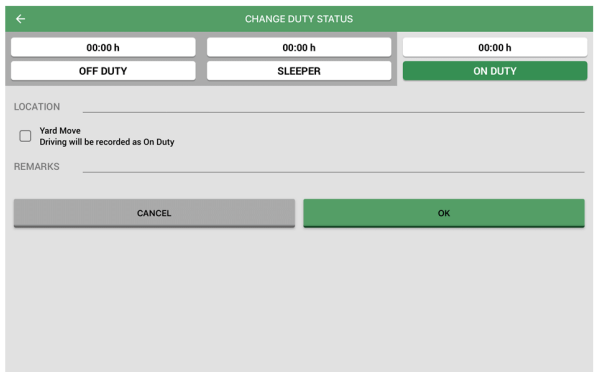 CHANGE DUTY STATUS
00:00 h 00:00 h 00:00 h
OFF DUTY SLEEPER ON DUTY
LOCATION
Yard Move
Driving will be recorded as On Duty
REMARKS
CANCEL OK